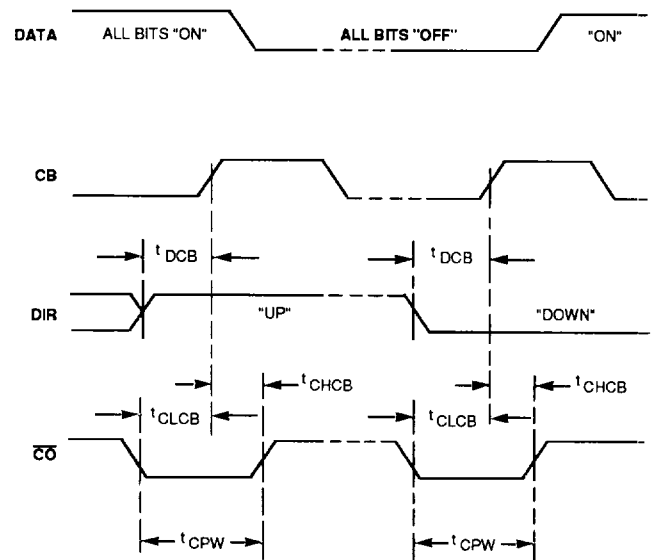 DATA ALL BITS "ON" ALL BITS "OFF" "ON"
CB
t DCB t DCB
DIR "UP" "DOWN"
t CHCB t CHCB
t CLCB t CLCB
C̅O̅
t CPW t CPW